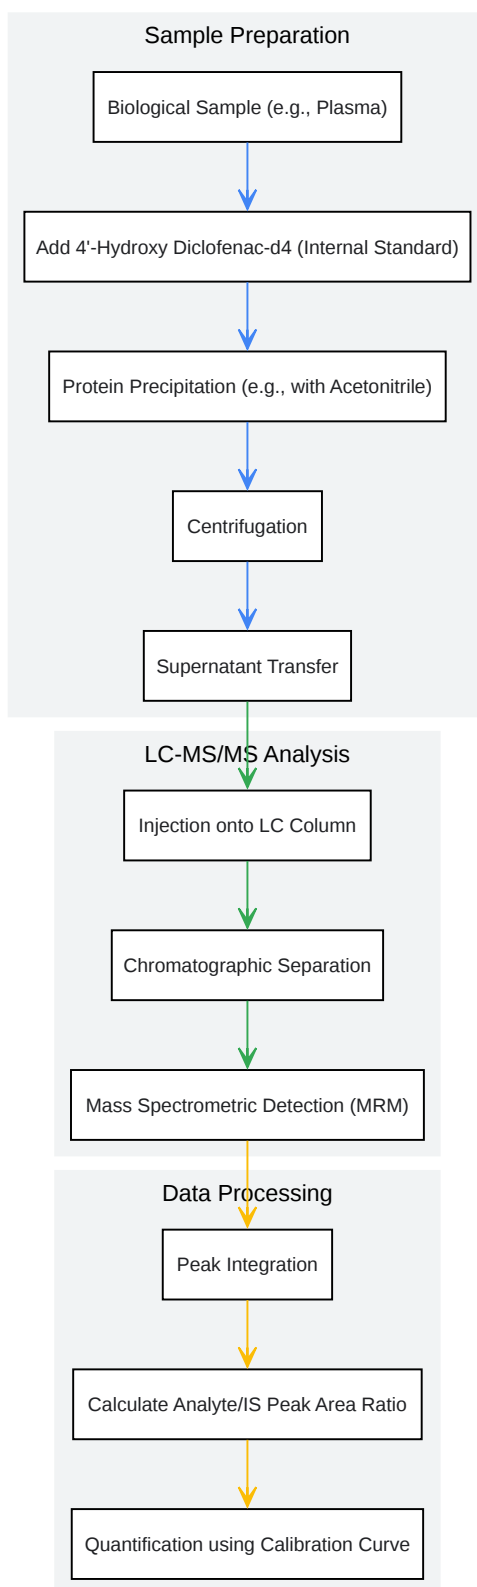 Sample Preparation
Biological Sample (e.g., Plasma)
Add 4'-Hydroxy Diclofenac-d4 (Internal Standard)
Protein Precipitation (e.g., with Acetonitrile)
Centrifugation
Supernatant Transfer
LC-MS/MS Analysis
Injection onto LC Column
Chromatographic Separation
Mass Spectrometric Detection (MRM)
Data Processing
Peak Integration
Calculate Analyte/IS Peak Area Ratio
Quantification using Calibration Curve